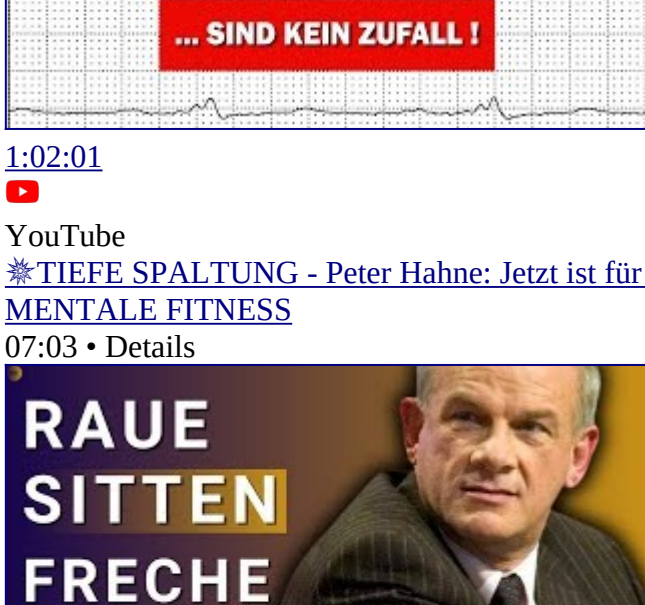 ... SIND KEIN ZUFALL !
1:02:01
YouTube
✵TIEFE SPALTUNG - Peter Hahne: Jetzt ist für
MENTALE FITNESS
07:03 • Details
RAUE
SITTEN
FRECHE